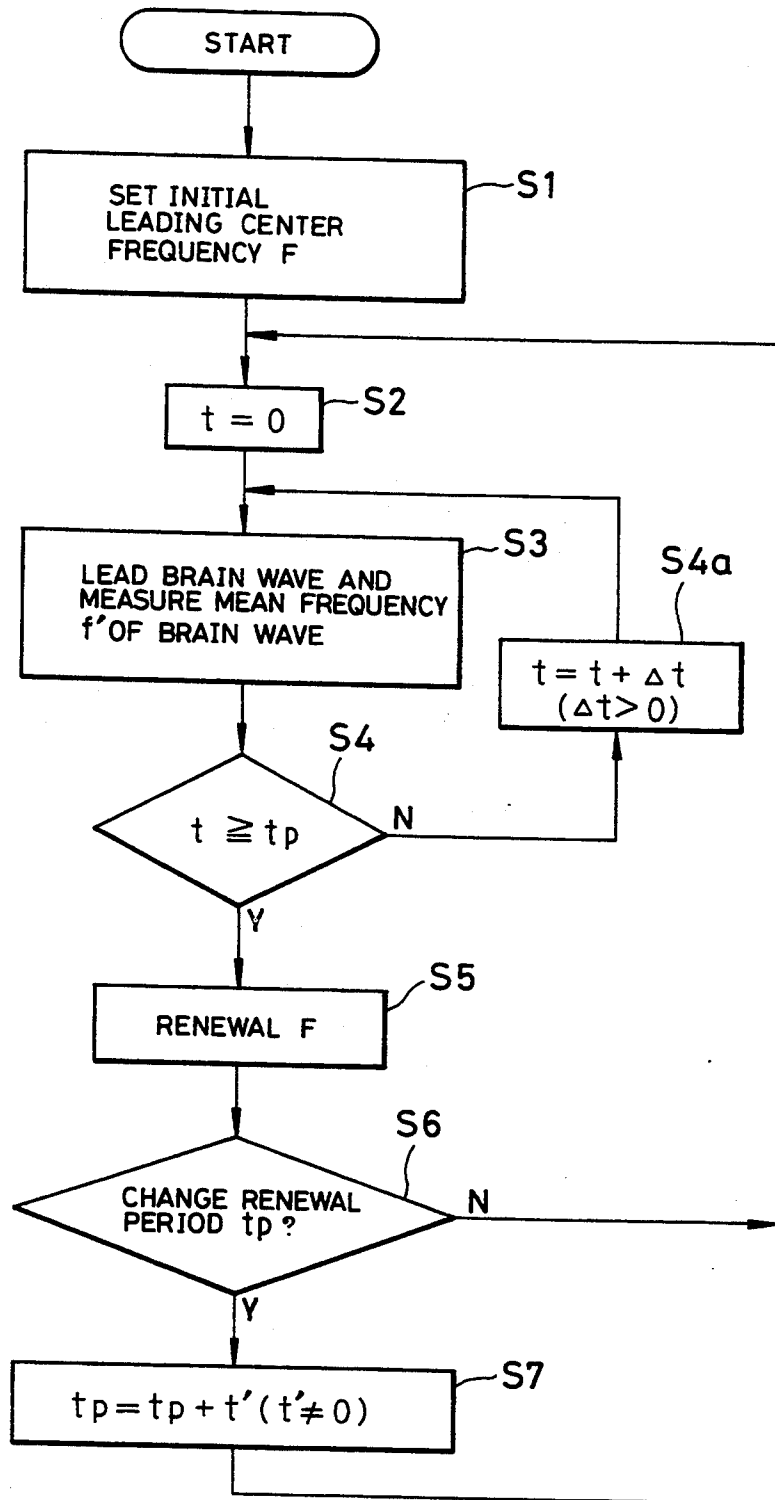 START
SET INITIAL
LEADING CENTER
FREQUENCY F
S1
t = 0
S2
LEAD BRAIN WAVE AND
MEASURE MEAN FREQUENCY
f' OF BRAIN WAVE
S3
S4a
t = t + Δt
(Δt > 0)
S4
t ≧ tp
N
Y
RENEWAL F
S5
S6
CHANGE RENEWAL
PERIOD tp ?
N
Y
S7
tp = tp + t' (t' ≠ 0)